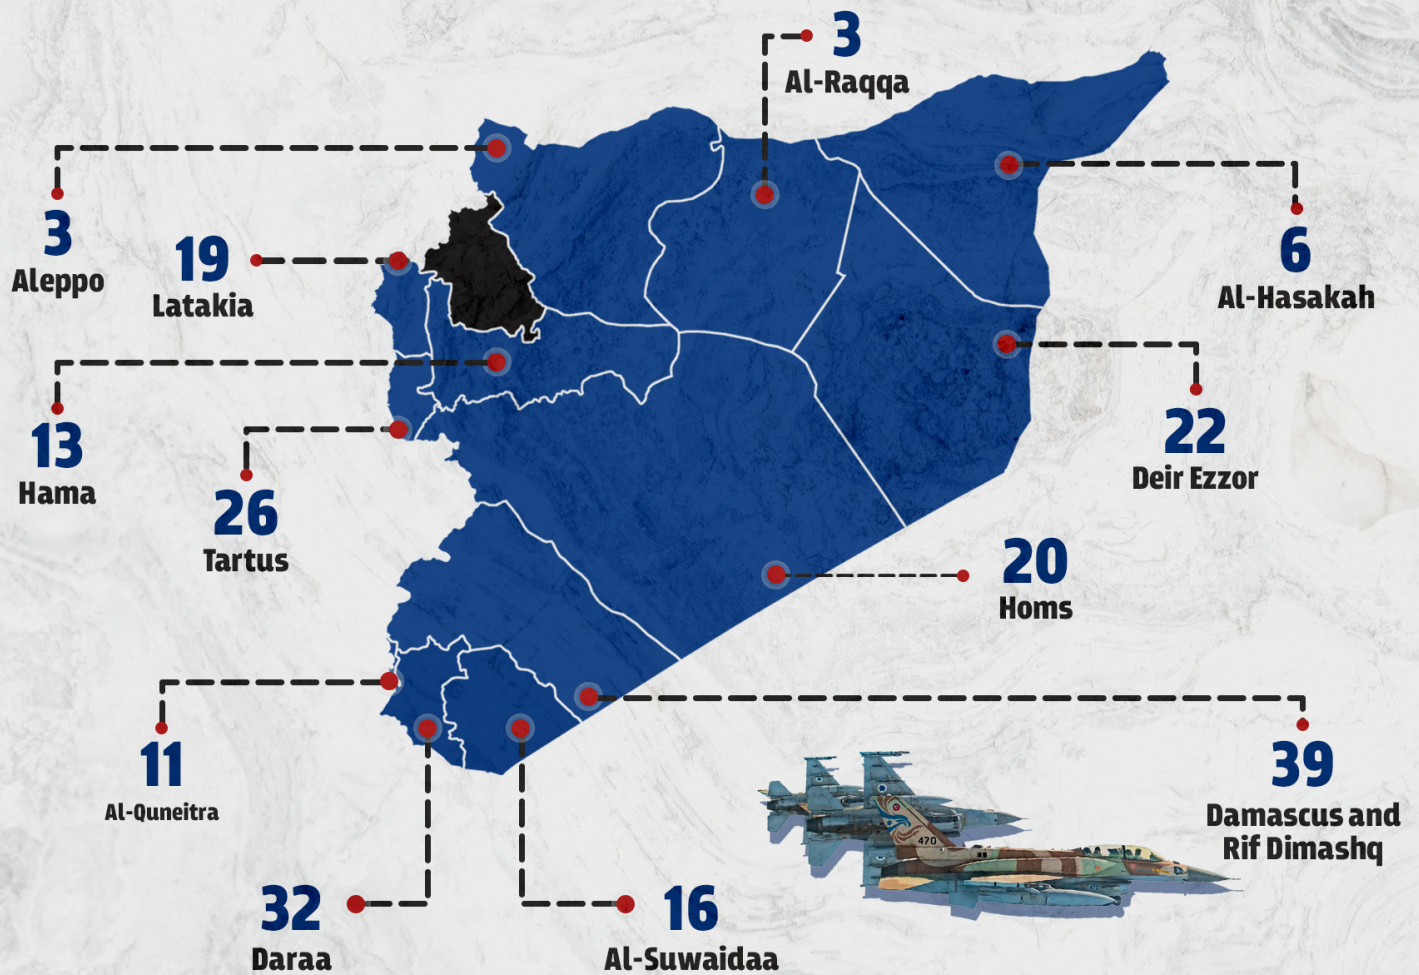 3
Al-Raqqa
3
Aleppo
19
Latakia
6
Al-Hasakah
13
Hama
26
Tartus
22
Deir Ezzor
20
Homs
11
Al-Quneitra
39
Damascus and
Rif Dimashq
470
32
Daraa
16
Al-Suwaidaa